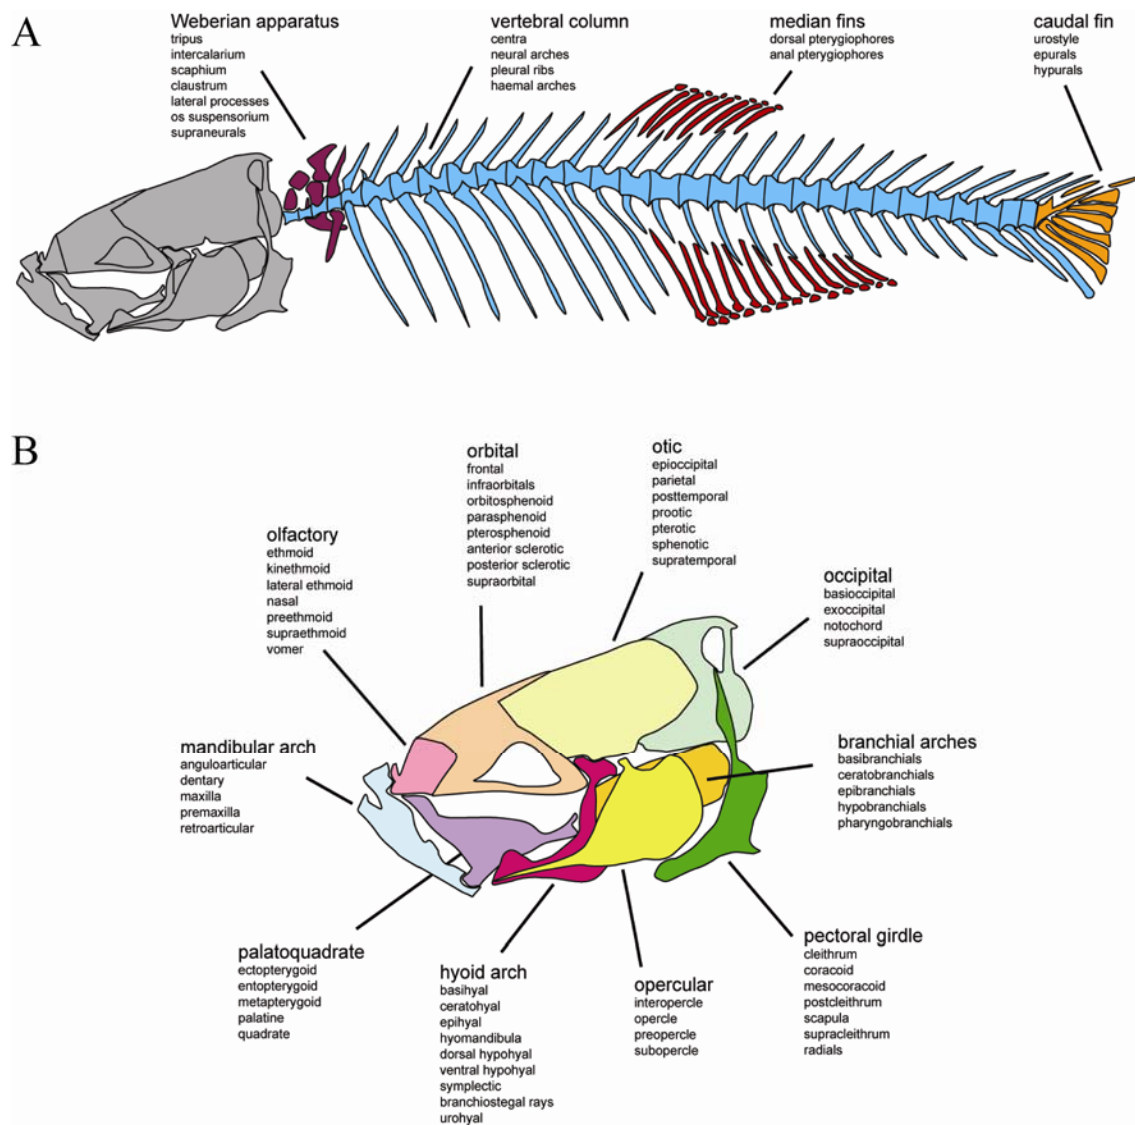 A
Weberian apparatus
tripus
intercalarium
scaphium
claustrum
lateral processes
os suspensorium
supraneurals
vertebral column
centra
neural arches
pleural ribs
haemal arches
median fins
dorsal pterygiophores
anal pterygiophores
caudal fin
urostyle
epurals
hypurals
B
orbital
frontal
infraorbitals
orbitosphenoid
parasphenoid
pterosphenoid
anterior sclerotic
posterior sclerotic
supraorbital
otic
epioccipital
parietal
posttemporal
prootic
pterotic
sphenotic
supratemporal
olfactory
ethmoid
kinethmoid
lateral ethmoid
nasal
preethmoid
supraethmoid
vomer
occipital
basioccipital
exoccipital
notochord
supraoccipital
mandibular arch
anguloarticular
dentary
maxilla
premaxilla
retroarticular
branchial arches
basibranchials
ceratobranchials
epibranchials
hypobranchials
pharyngobranchials
palatoquadrate
ectopterygoid
entopterygoid
metapterygoid
palatine
quadrate
hyoid arch
basihyal
ceratohyal
epihyal
hyomandibula
dorsal hypohyal
ventral hypohyal
symplectic
branchiostegal rays
urohyal
opercular
interopercle
opercle
preopercle
subopercle
pectoral girdle
cleithrum
coracoid
mesocoracoid
postcleithrum
scapula
supracleithrum
radials